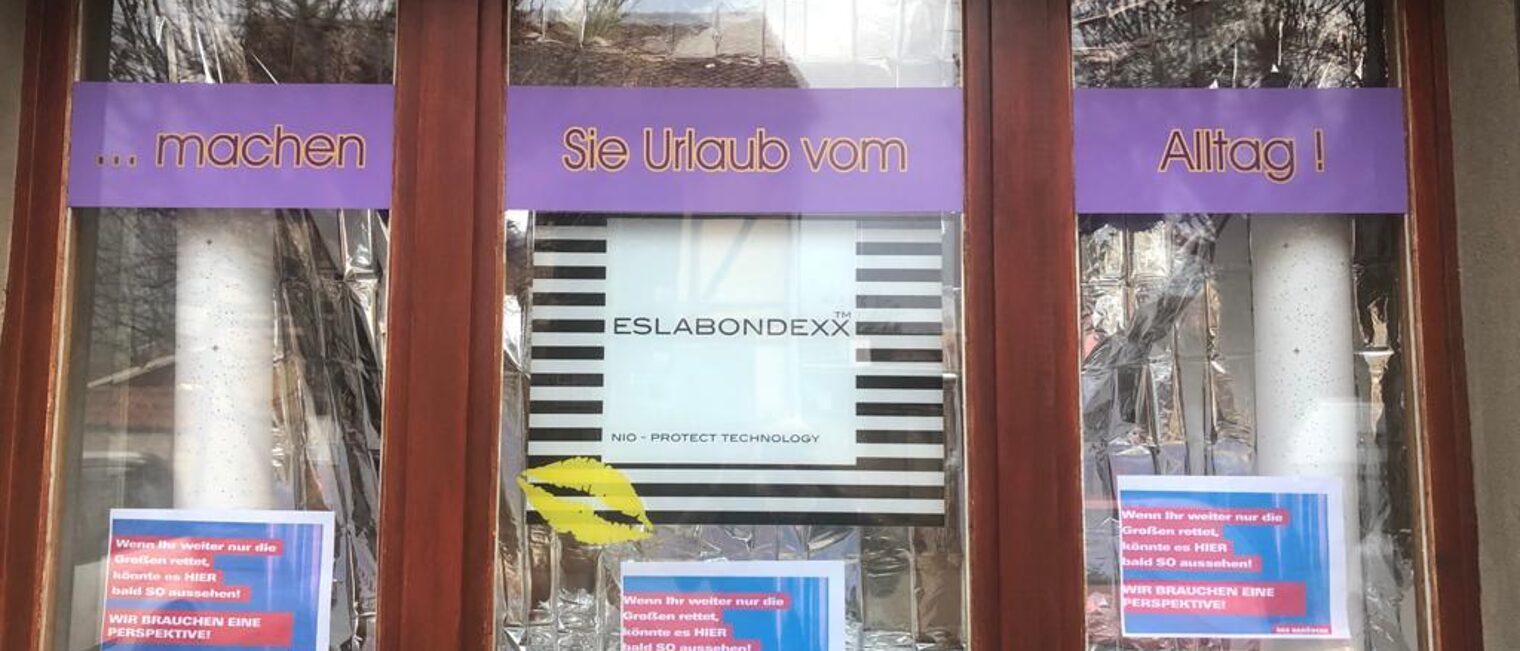 ... machen Sie Urlaub vom Alltag !
ESLABONDEXX™
NIO - PROTECT TECHNOLOGY
Wenn Ihr weiter nur die
Großen rettet,
könnte es HIER
bald SO aussehen!
WIR BRAUCHEN EINE
PERSPEKTIVE!
Wenn Ihr weiter nur die
Großen rettet,
könnte es HIER
bald SO aussehen!
Wenn Ihr weiter nur die
Großen rettet,
könnte es HIER
bald SO aussehen!
WIR BRAUCHEN EINE
PERSPEKTIVE!